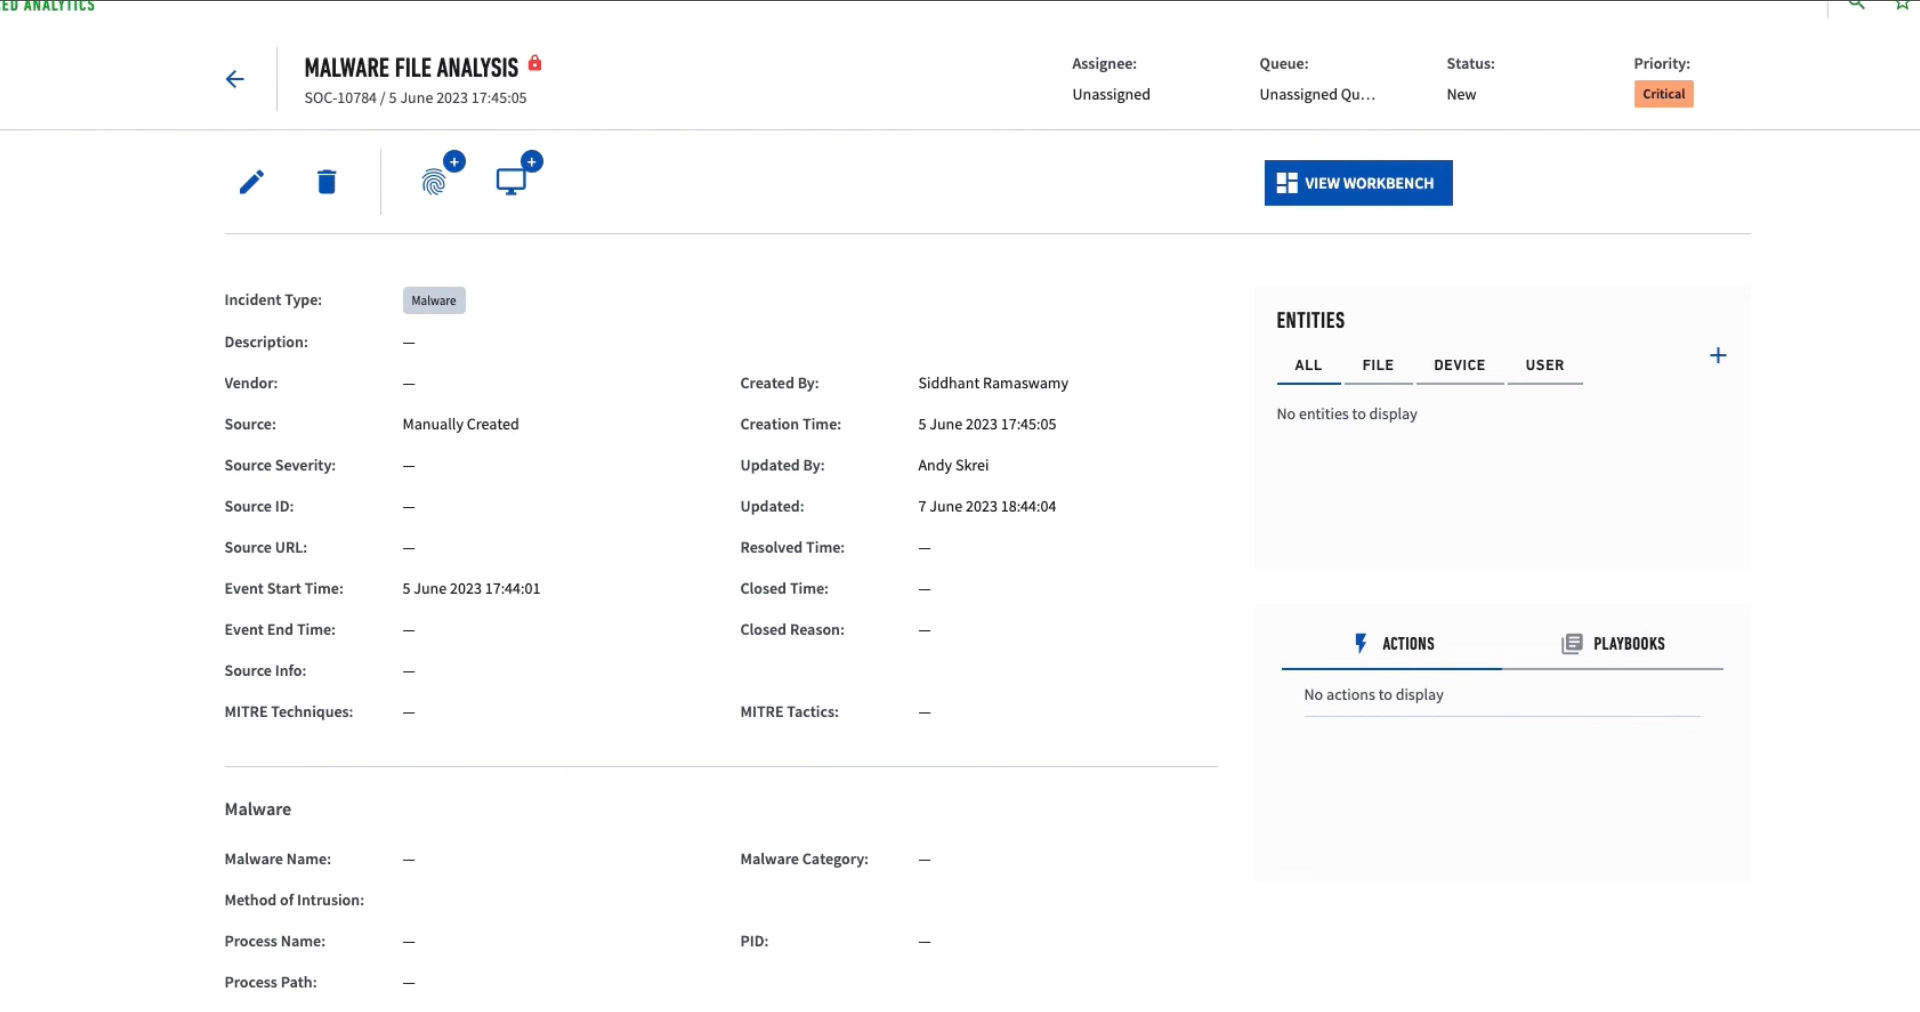 ED ANALYTICS
MALWARE FILE ANALYSIS
SOC-10784 / 5 June 2023 17:45:05
Assignee:
Unassigned
Queue:
Unassigned Qu...
Status:
New
Priority:
Critical
VIEW WORKBENCH
Incident Type: Malware
Description: —
Vendor: —
Created By: Siddhant Ramaswamy
Source: Manually Created
Creation Time: 5 June 2023 17:45:05
Source Severity: —
Updated By: Andy Skrei
Source ID: —
Updated: 7 June 2023 18:44:04
Source URL: —
Resolved Time: —
Event Start Time: 5 June 2023 17:44:01
Closed Time: —
Event End Time: —
Closed Reason: —
Source Info: —
MITRE Techniques: —
MITRE Tactics: —
Malware
Malware Name: —
Malware Category: —
Method of Intrusion:
Process Name: —
PID: —
Process Path: —
ENTITIES
ALL FILE DEVICE USER
No entities to display
ACTIONS PLAYBOOKS
No actions to display